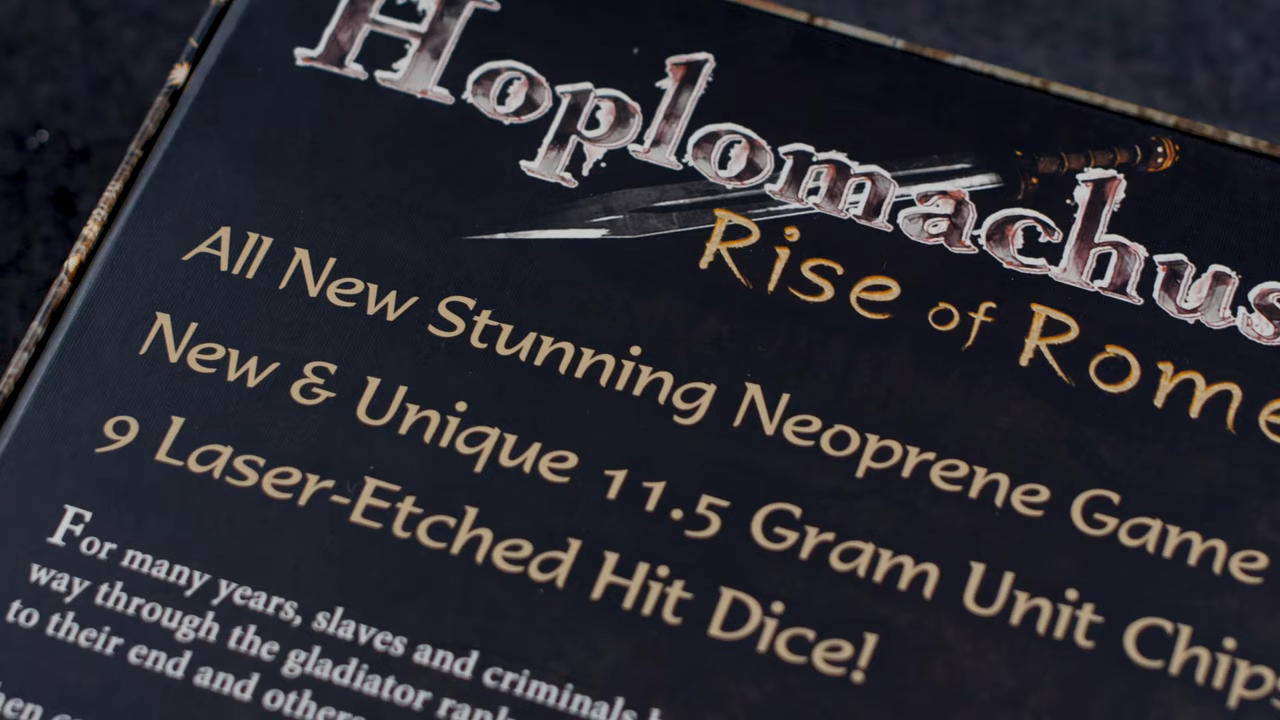 Hoplomachus
Rise of Rome
All New Stunning Neoprene Game
New & Unique 11.5 Gram Unit Chips
9 Laser-Etched Hit Dice!
For many years, slaves and criminals
way through the gladiator
to their end and others